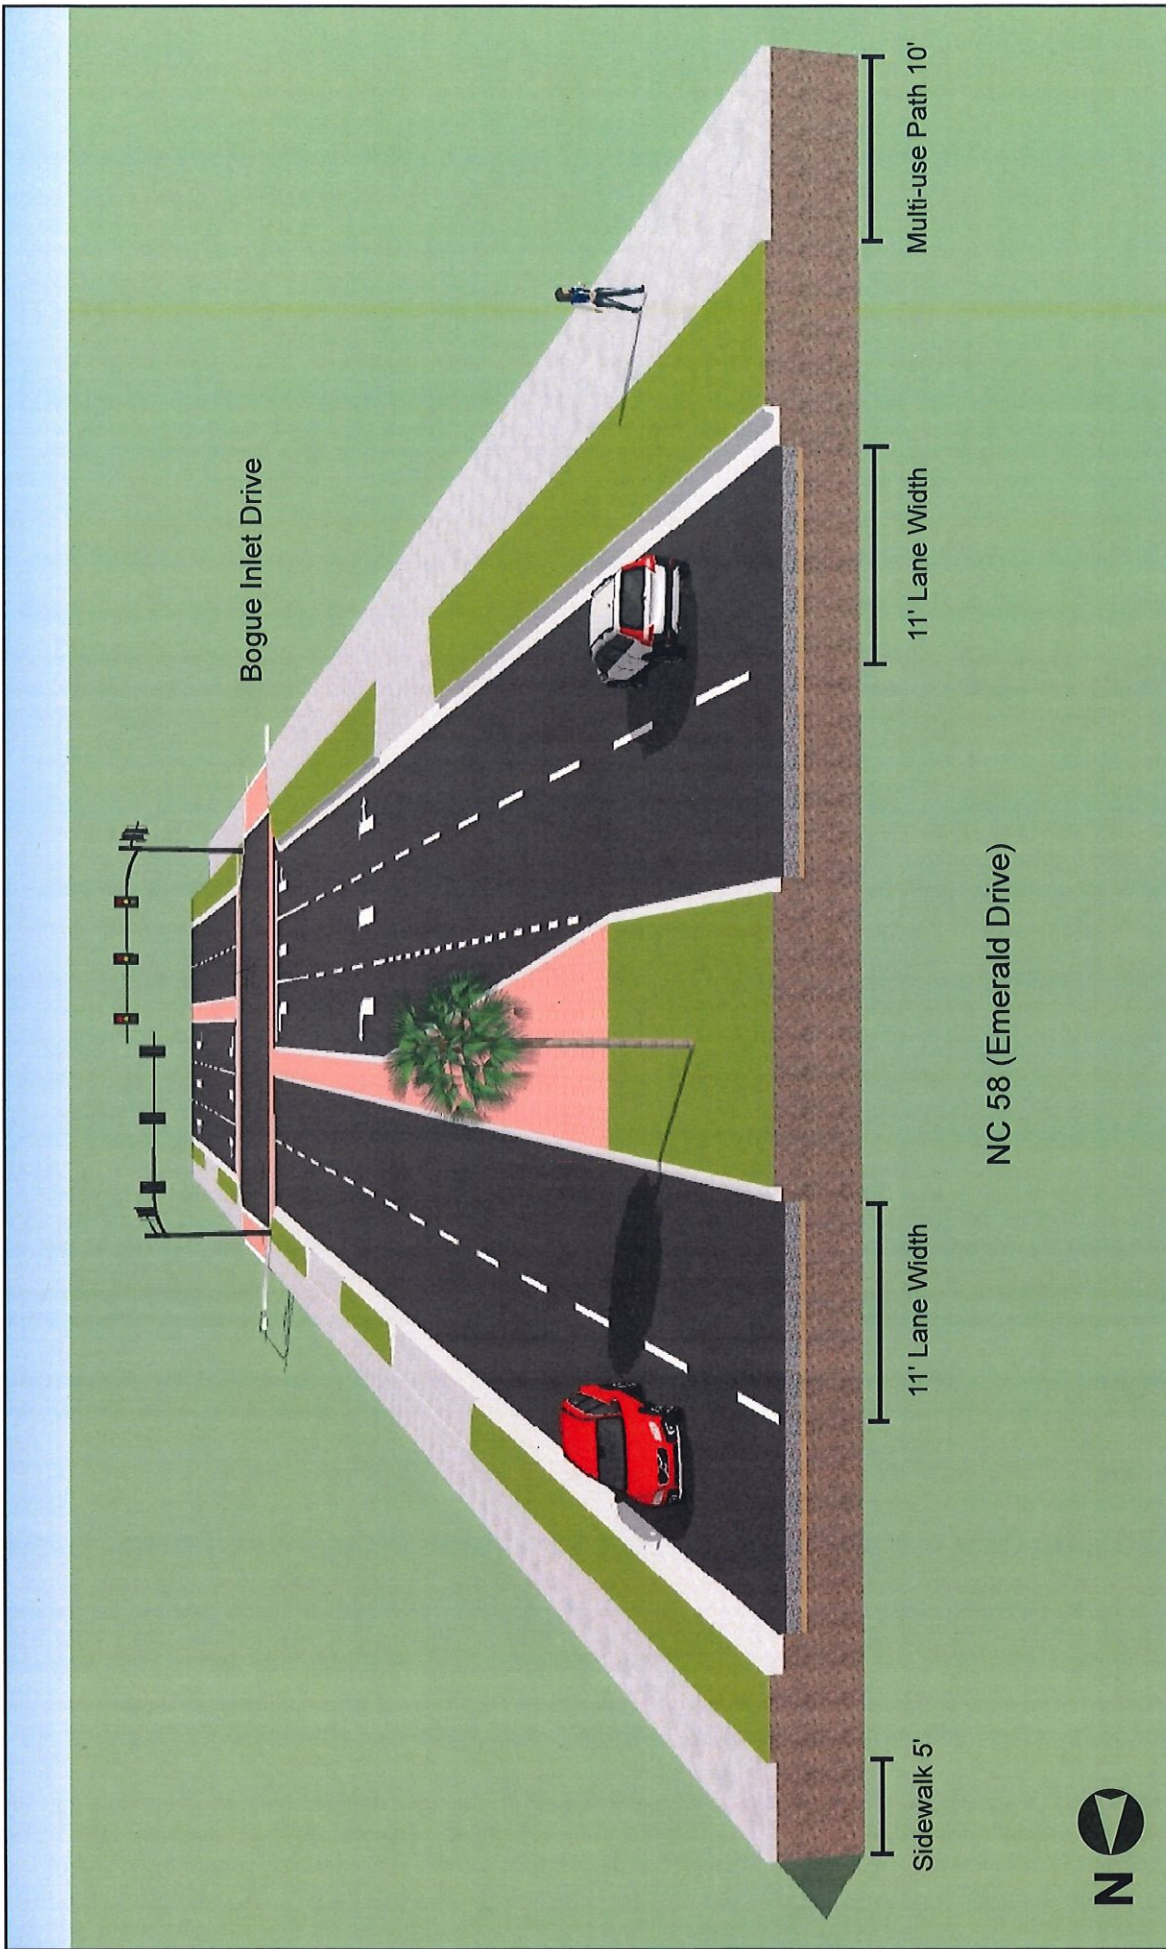 Bogue Inlet Drive
Sidewalk 5'
11' Lane Width
11' Lane Width
Multi-use Path 10'
NC 58 (Emerald Drive)
N